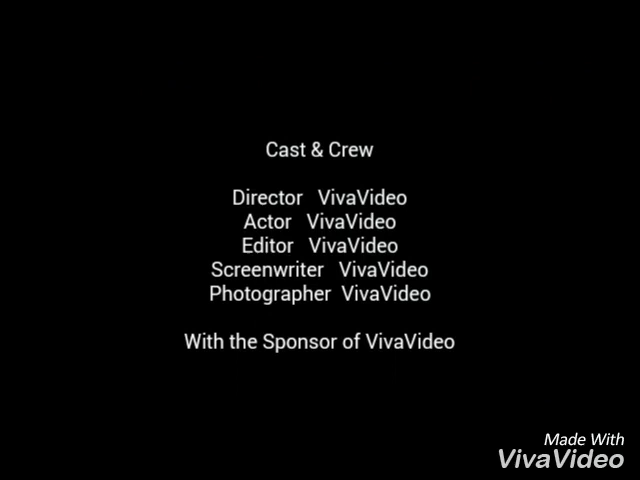 Cast & Crew
Director VivaVideo
Actor VivaVideo
Editor VivaVideo
Screenwriter VivaVideo
Photographer VivaVideo
With the Sponsor of VivaVideo
Made With
VivaVideo